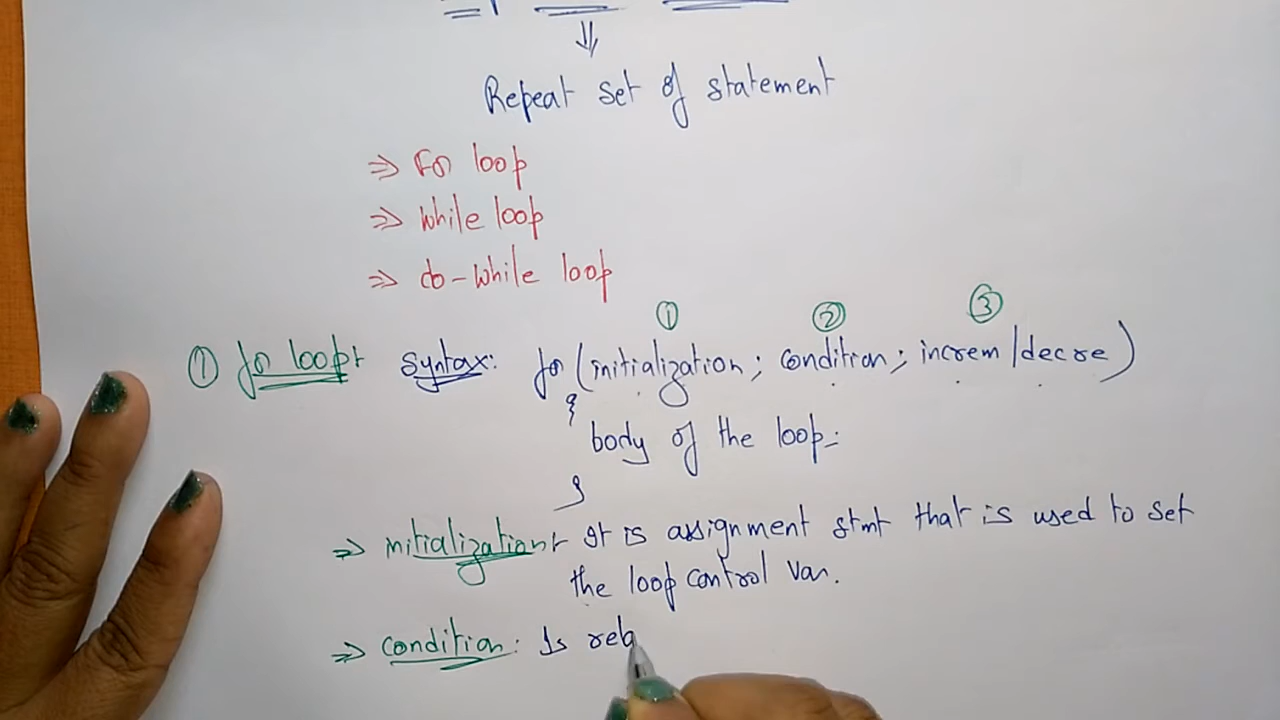 Repeat set of statement
⇒ For loop
⇒ while loop
⇒ do-while loop
① ② ③
① for loop:- Syntax: for (initialization; condition; increm/decre)
{
body of the loop;
}
⇒ initialization:- It is assignment stmt that is used to set
the loop control var.
⇒ condition: Is rela